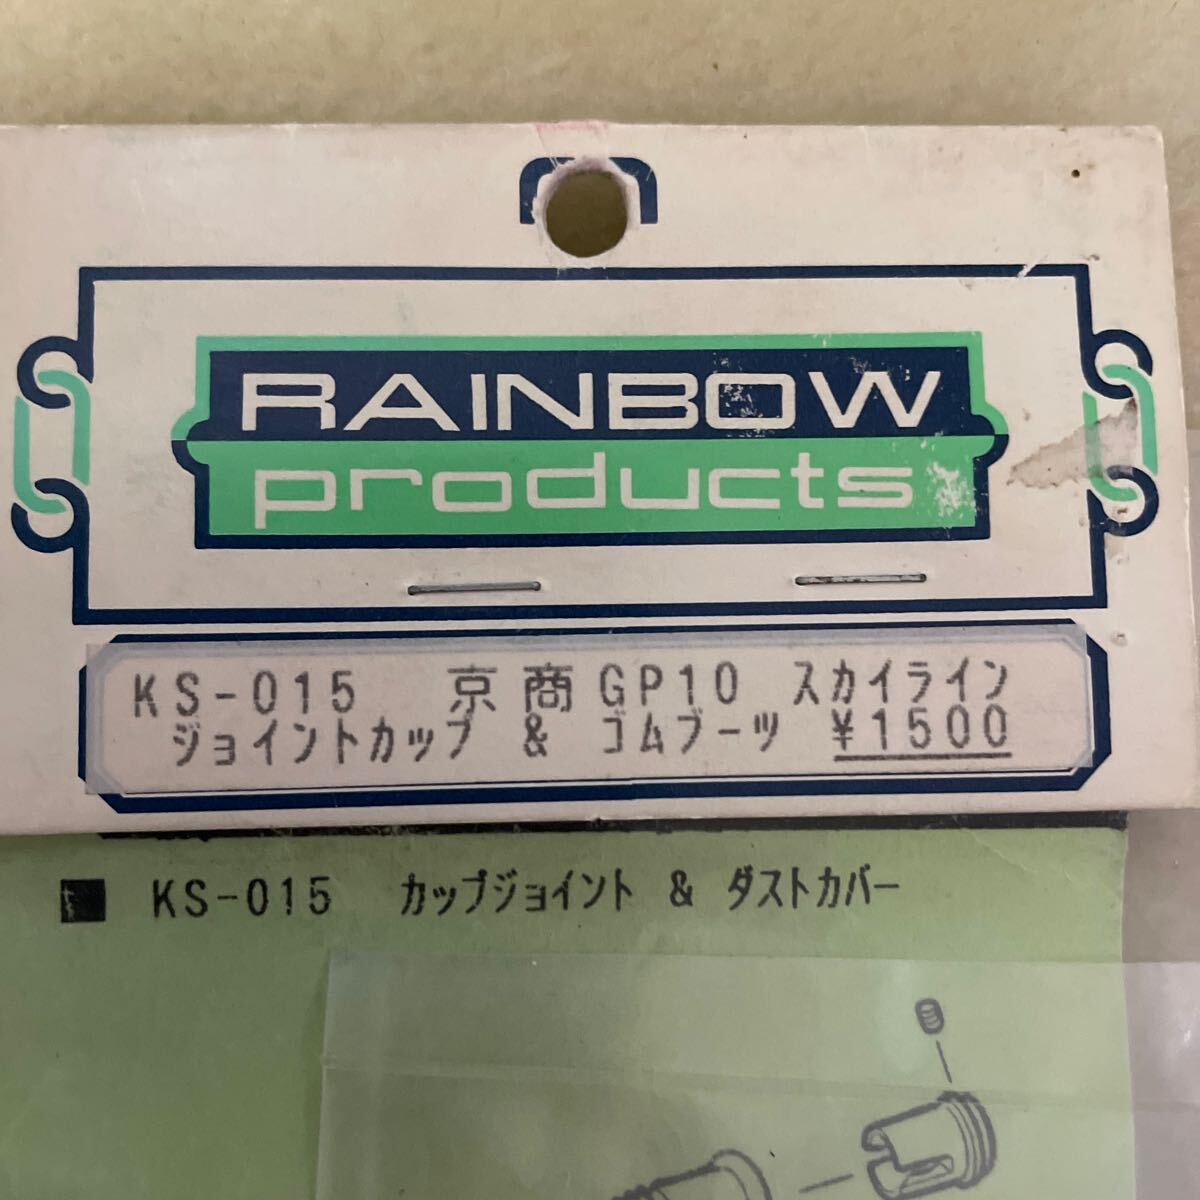 RAINBOW
products
KS-015 京商GP10 スカイライン
ジョイントカップ & ゴムブーツ ¥1500
■ KS-015 カップジョイント & ダストカバー